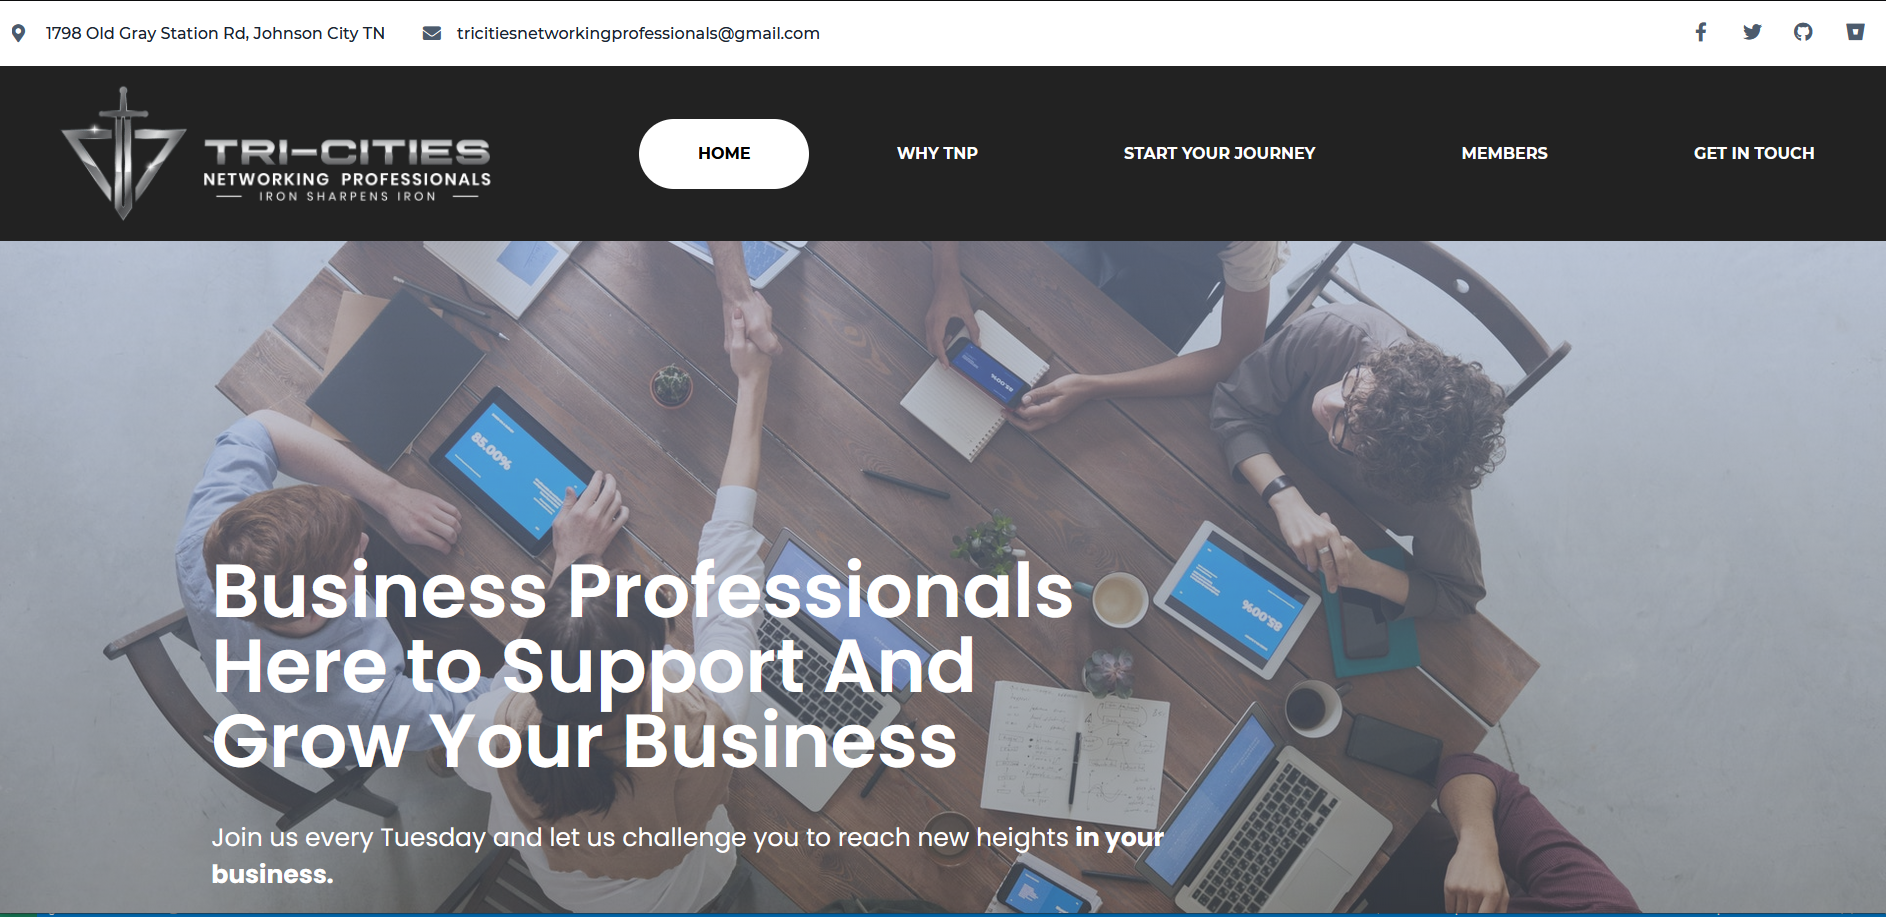 1798 Old Gray Station Rd, Johnson City TN
tricitiesnetworkingprofessionals@gmail.com
TRI-CITIES
NETWORKING PROFESSIONALS
IRON SHARPENS IRON
HOME
WHY TNP
START YOUR JOURNEY
MEMBERS
GET IN TOUCH
85.00%
85.00%
85.00%
Business Professionals
Here to Support And
Grow Your Business
Join us every Tuesday and let us challenge you to reach new heights in your
business.